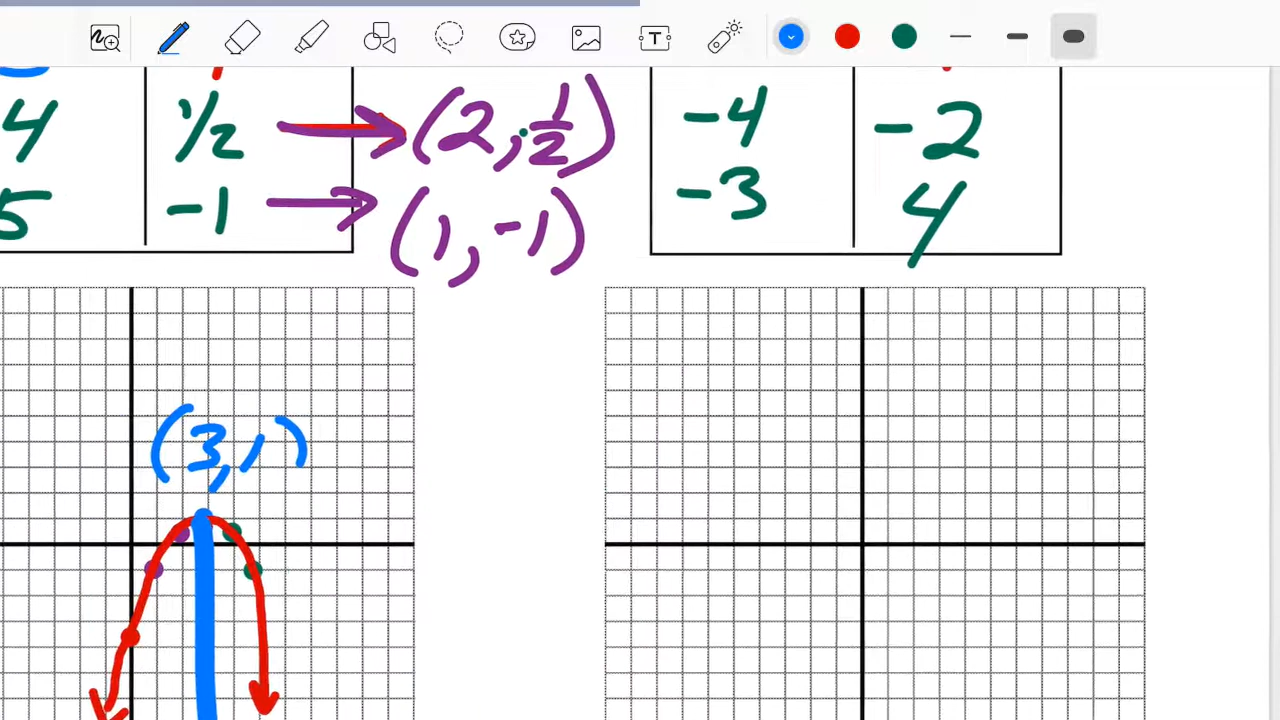 4 1/2 → (2, 1/2)
5 -1 → (1, -1)
-4 -2
-3 4
(3, 1)
T